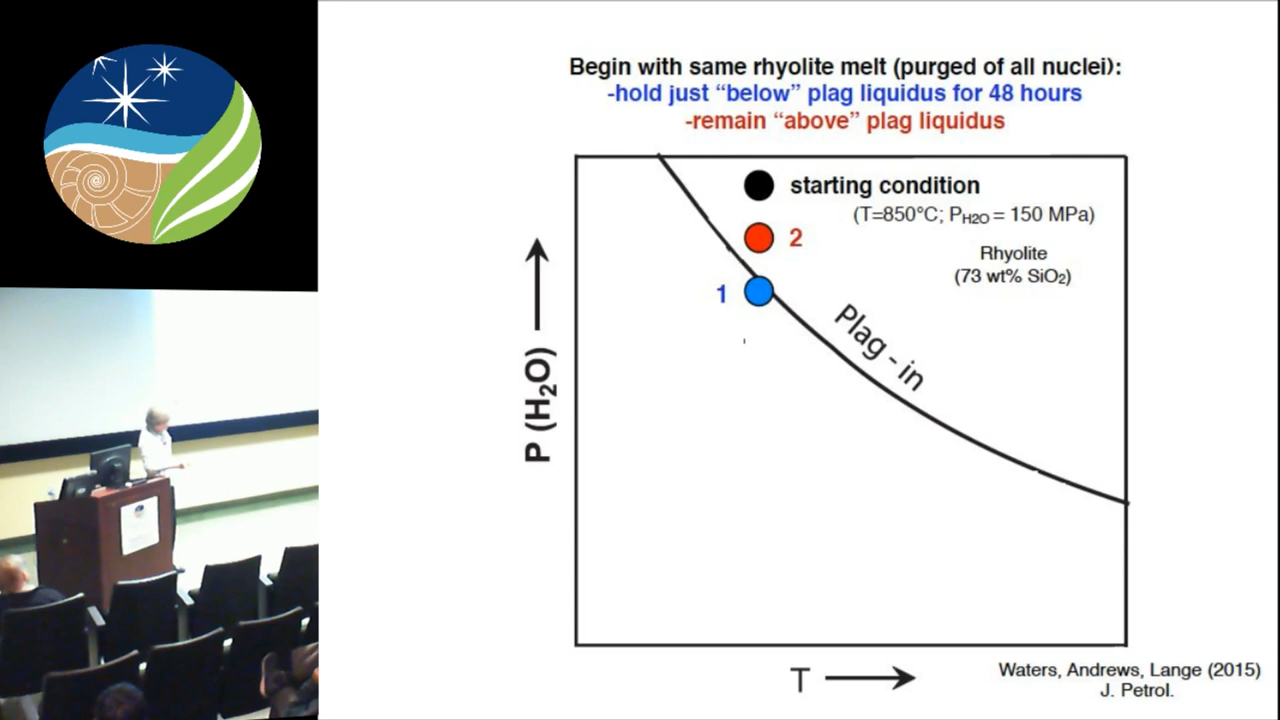 Begin with same rhyolite melt (purged of all nuclei):
-hold just “below” plag liquidus for 48 hours
-remain “above” plag liquidus
starting condition
(T=850°C; PH2O = 150 MPa)
2
Rhyolite
(73 wt% SiO2)
1
Plag - in
P (H2O)
T
Waters, Andrews, Lange (2015)
J. Petrol.